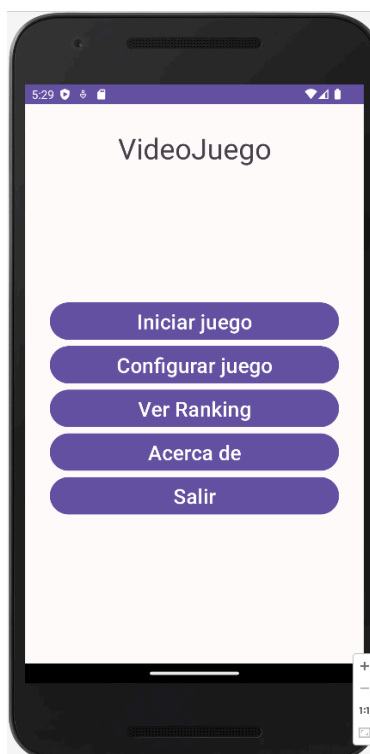 5:29
VideoJuego
Iniciar juego
Configurar juego
Ver Ranking
Acerca de
Salir
+
−
1:1